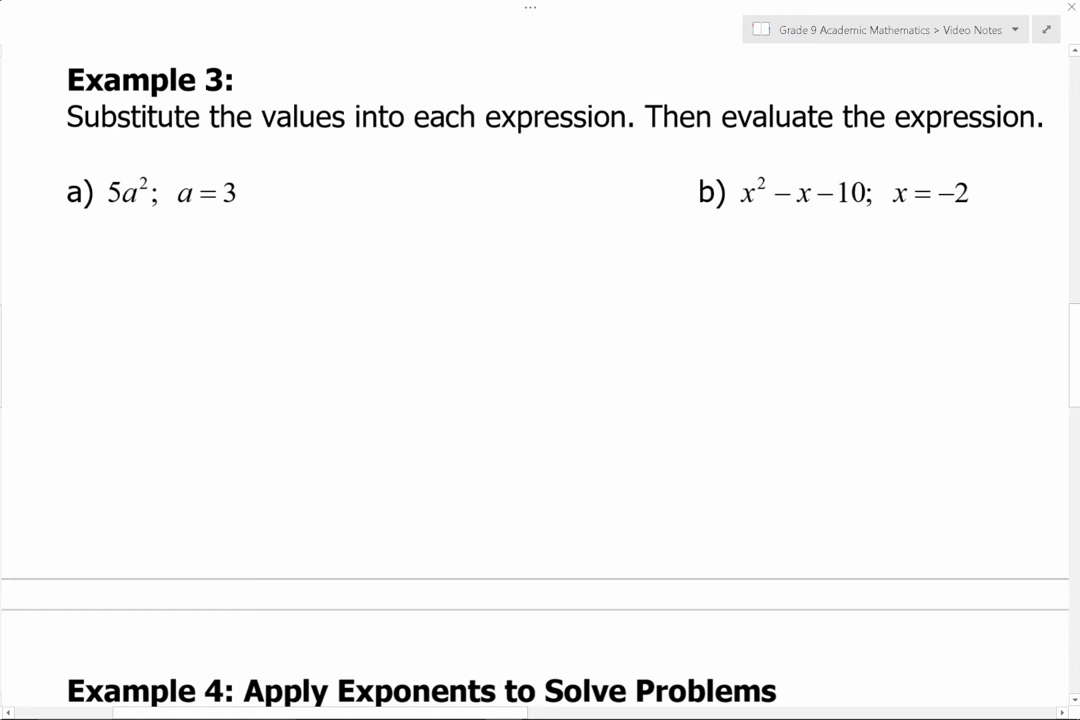 ...
Grade 9 Academic Mathematics > Video Notes
Example 3:
Substitute the values into each expression. Then evaluate the expression.
a) 5a²; a = 3
b) x² − x − 10; x = −2
Example 4: Apply Exponents to Solve Problems